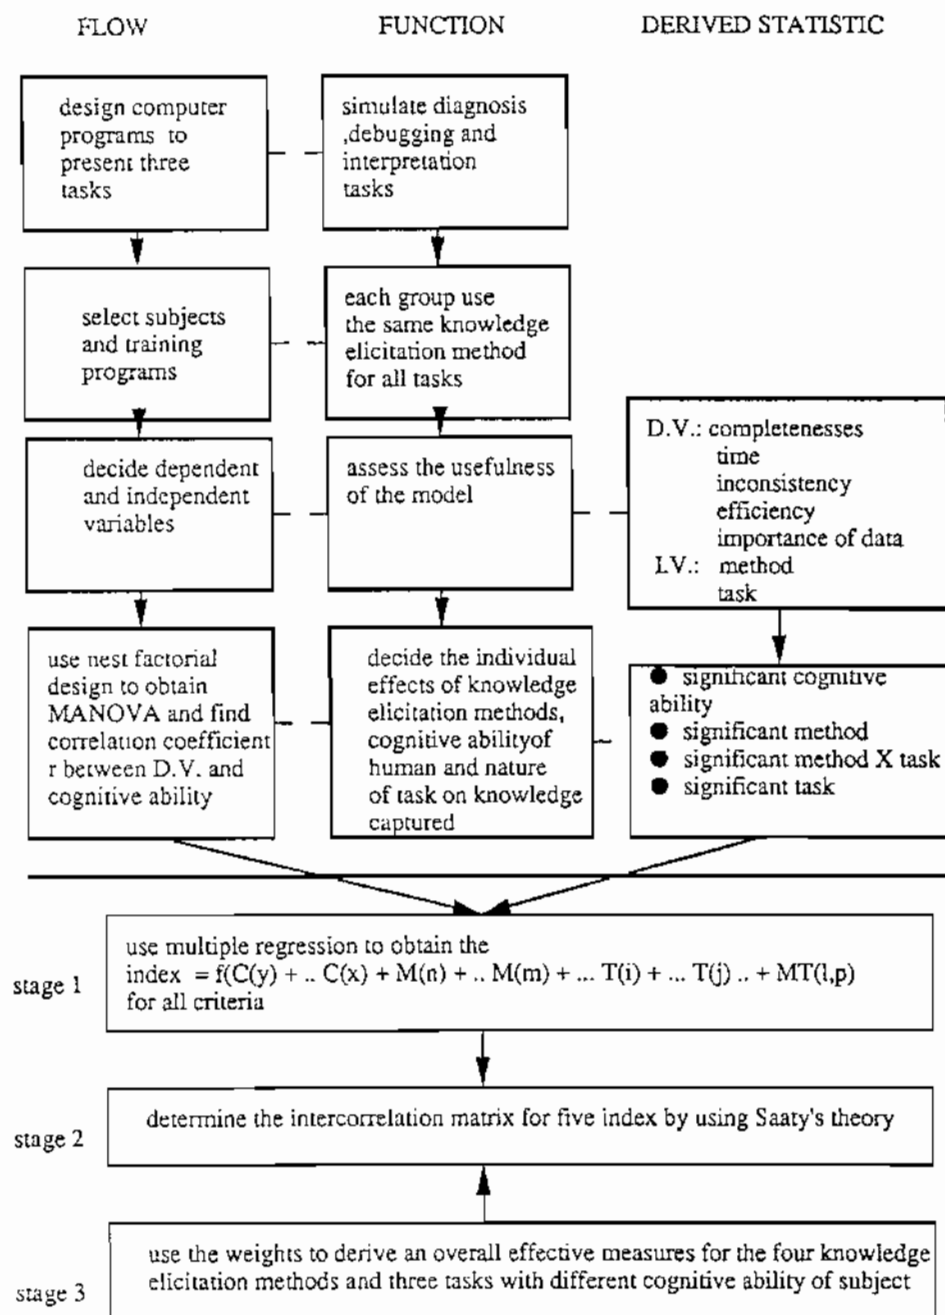 FLOW
FUNCTION
DERIVED STATISTIC
design computer
programs to
present three
tasks
simulate diagnosis
,debugging and
interpretation
tasks
select subjects
and training
programs
each group use
the same knowledge
elicitation method
for all tasks
decide dependent
and independent
variables
assess the usefulness
of the model
D.V.: completenesses
time
inconsistency
efficiency
importance of data
I.V.: method
task
use nest factorial
design to obtain
MANOVA and find
correlation coefficient
r between D.V. and
cognitive ability
decide the individual
effects of knowledge
elicitation methods,
cognitive abilityof
human and nature
of task on knowledge
captured
● significant cognitive
ability
● significant method
● significant method X task
● significant task
stage 1
use multiple regression to obtain the
index = f(C(y) + .. C(x) + M(n) + .. M(m) + ... T(i) + ... T(j) .. + MT(l,p)
for all criteria
stage 2
determine the intercorrelation matrix for five index by using Saaty's theory
stage 3
use the weights to derive an overall effective measures for the four knowledge
elicitation methods and three tasks with different cognitive ability of subject